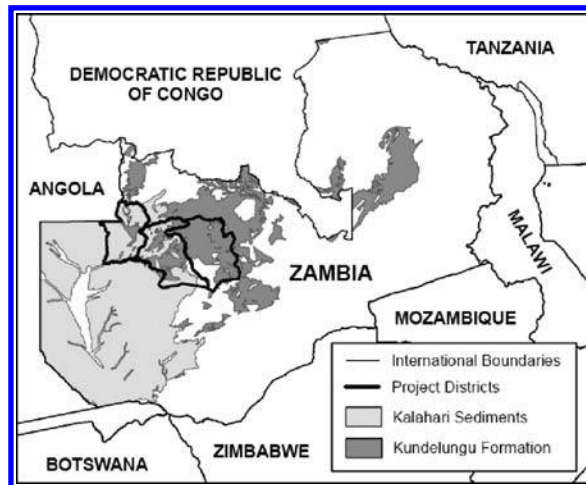 TANZANIA
DEMOCRATIC REPUBLIC
OF CONGO
ANGOLA
MALAWI
ZAMBIA
MOZAMBIQUE
International Boundaries
Project Districts
Kalahari Sediments
Kundelungu Formation
ZIMBABWE
BOTSWANA